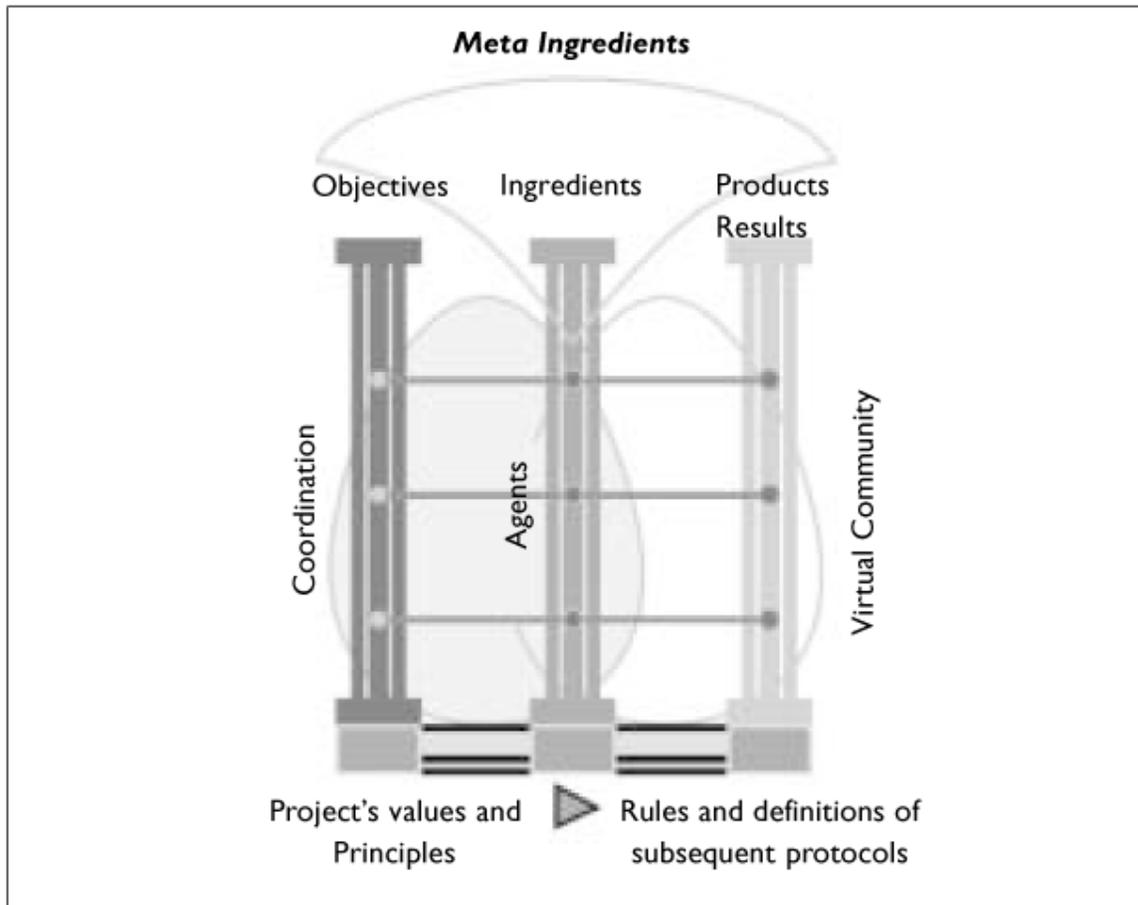 Meta Ingredients
Objectives
Ingredients
Products
Results
Coordination
Agents
Virtual Community
Project’s values and
Principles
Rules and definitions of
subsequent protocols